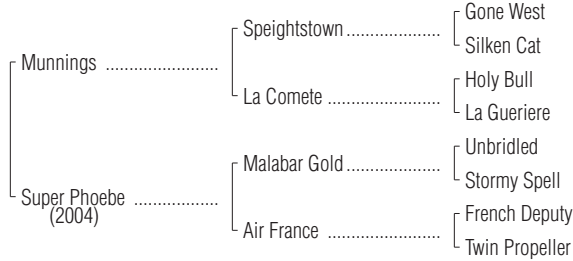 Gone West
Speightstown
Silken Cat
Munnings
Holy Bull
La Comete
La Gueriere
Unbridled
Malabar Gold
Stormy Spell
Super Phoebe
(2004)
French Deputy
Air France
Twin Propeller